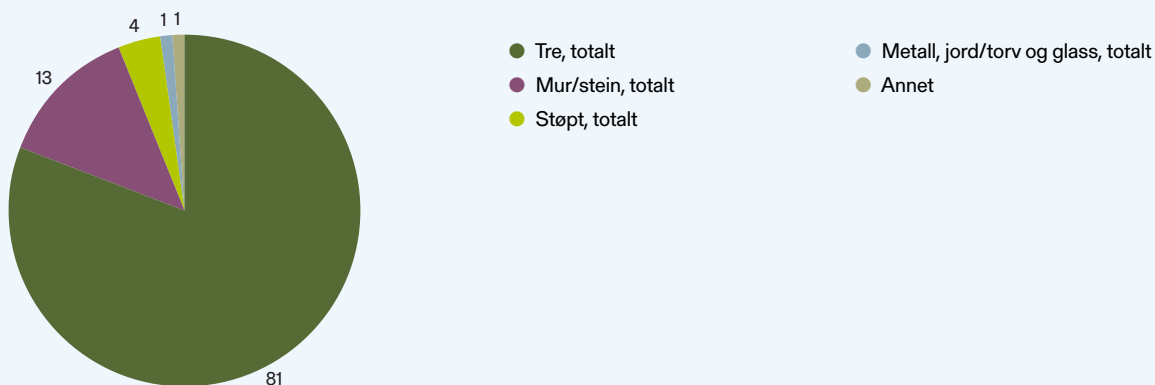 1 1
4
13
81
Tre, totalt
Mur/stein, totalt
Støpt, totalt
Metall, jord/torv og glass, totalt
Annet